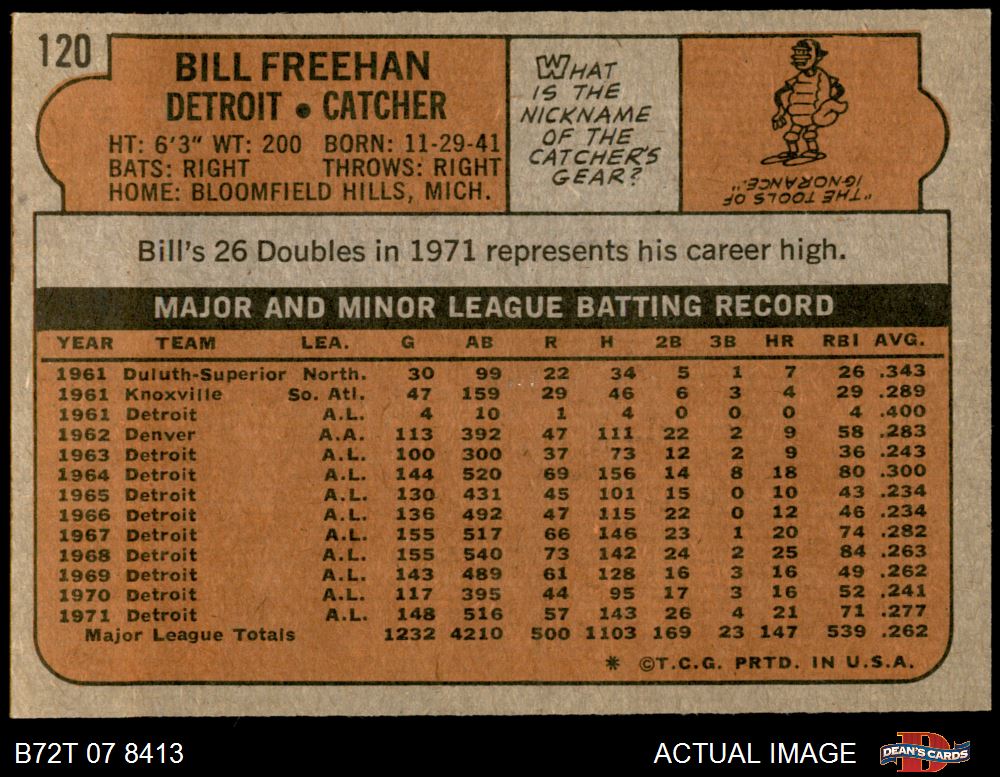 120
BILL FREEHAN
DETROIT • CATCHER
HT: 6'3" WT: 200 BORN: 11-29-41
BATS: RIGHT THROWS: RIGHT
HOME: BLOOMFIELD HILLS, MICH.
WHAT
IS THE
NICKNAME
OF THE
CATCHER'S
GEAR?
"THE TOOLS OF
IGNORANCE."
Bill's 26 Doubles in 1971 represents his career high.
MAJOR AND MINOR LEAGUE BATTING RECORD
YEAR TEAM LEA. G AB R H 2B 3B HR RBI AVG.
1961 Duluth-Superior North. 30 99 22 34 5 1 7 26 .343
1961 Knoxville So. Atl. 47 159 29 46 6 3 4 29 .289
1961 Detroit A.L. 4 10 1 4 0 0 0 4 .400
1962 Denver A.A. 113 392 47 111 22 2 9 58 .283
1963 Detroit A.L. 100 300 37 73 12 2 9 36 .243
1964 Detroit A.L. 144 520 69 156 14 8 18 80 .300
1965 Detroit A.L. 130 431 45 101 15 0 10 43 .234
1966 Detroit A.L. 136 492 47 115 22 0 12 46 .234
1967 Detroit A.L. 155 517 66 146 23 1 20 74 .282
1968 Detroit A.L. 155 540 73 142 24 2 25 84 .263
1969 Detroit A.L. 143 489 61 128 16 3 16 49 .262
1970 Detroit A.L. 117 395 44 95 17 3 16 52 .241
1971 Detroit A.L. 148 516 57 143 26 4 21 71 .277
Major League Totals 1232 4210 500 1103 169 23 147 539 .262
* ©T.C.G. PRTD. IN U.S.A.
B72T 07 8413
ACTUAL IMAGE
DEAN'S CARDS